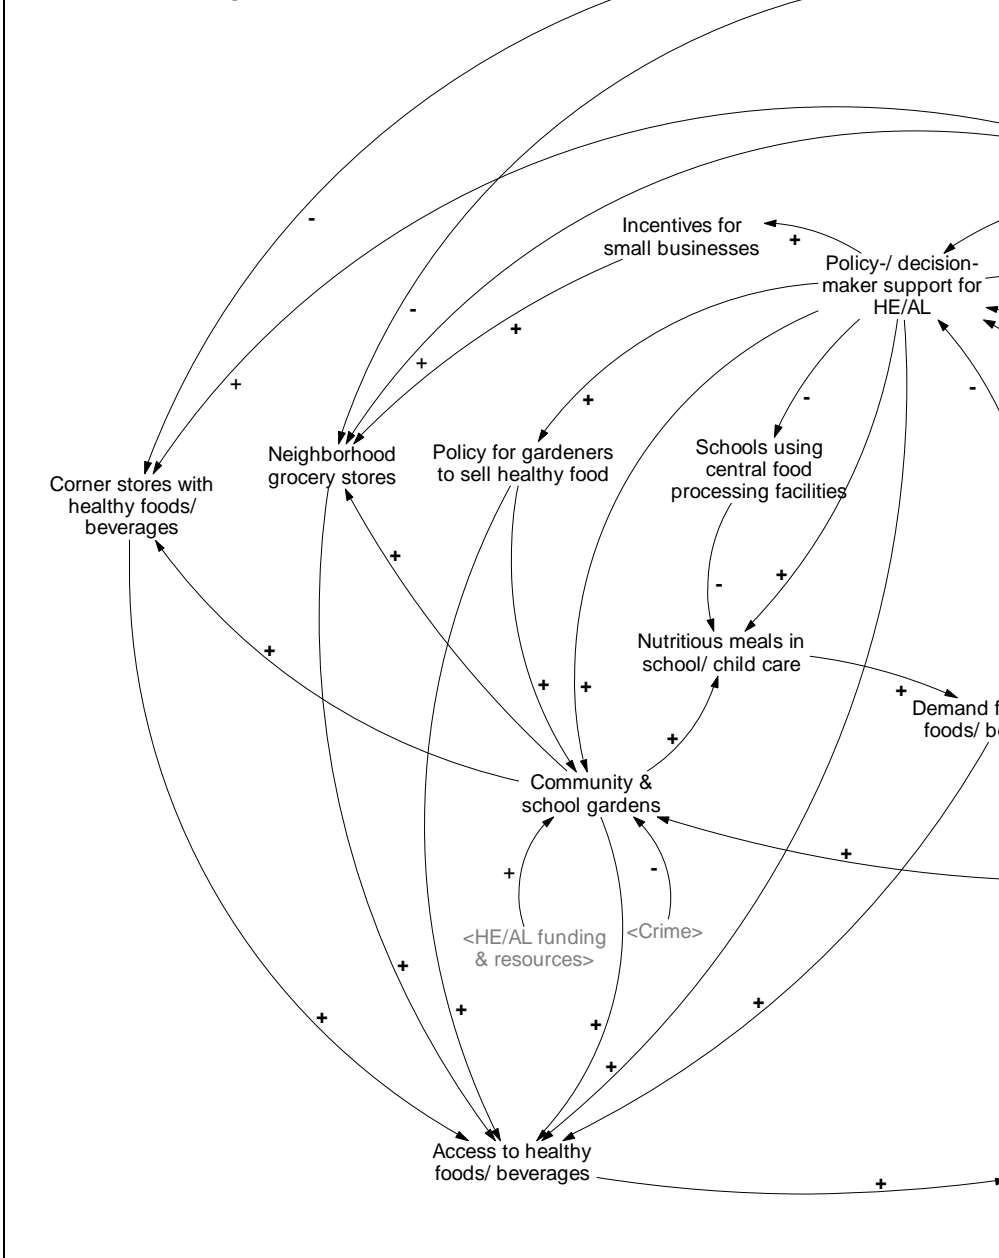 Incentives for
small businesses
Policy-/ decision-
maker support for
HE/AL
Neighborhood
grocery stores
Policy for gardeners
to sell healthy food
Schools using
central food
processing facilities
Corner stores with
healthy foods/
beverages
Nutritious meals in
school/ child care
Demand f
foods/ b
Community &
school gardens
<HE/AL funding
& resources>
<Crime>
Access to healthy
foods/ beverages